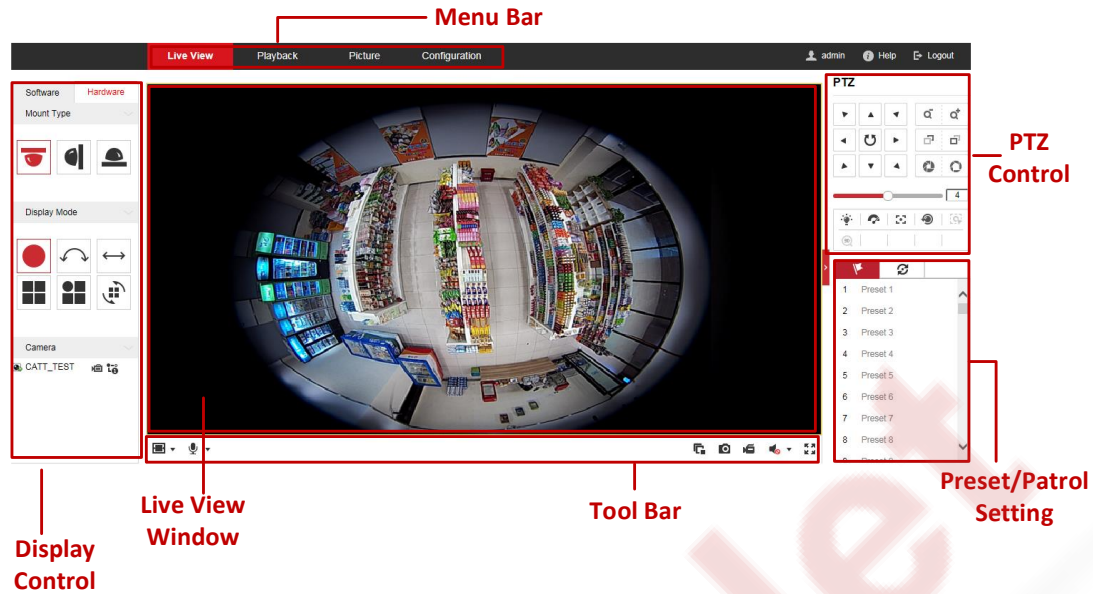 Menu Bar
Live View Playback Picture Configuration admin Help Logout
Software Hardware
Mount Type
Display Mode
Camera
CATT_TEST
PTZ
4
PTZ
Control
1 Preset 1
2 Preset 2
3 Preset 3
4 Preset 4
5 Preset 5
6 Preset 6
7 Preset 7
8 Preset 8
Live View
Window
Tool Bar
Preset/Patrol
Setting
Display
Control